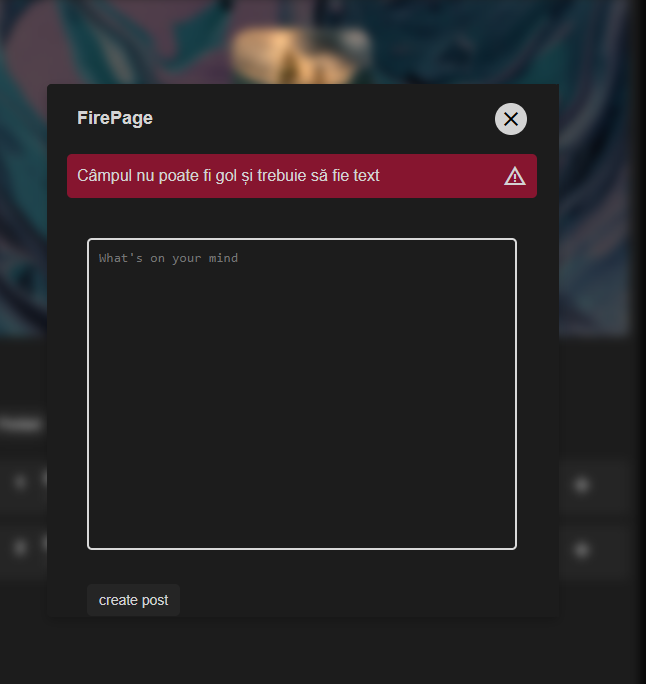 FirePage
Câmpul nu poate fi gol și trebuie să fie text
What's on your mind
create post